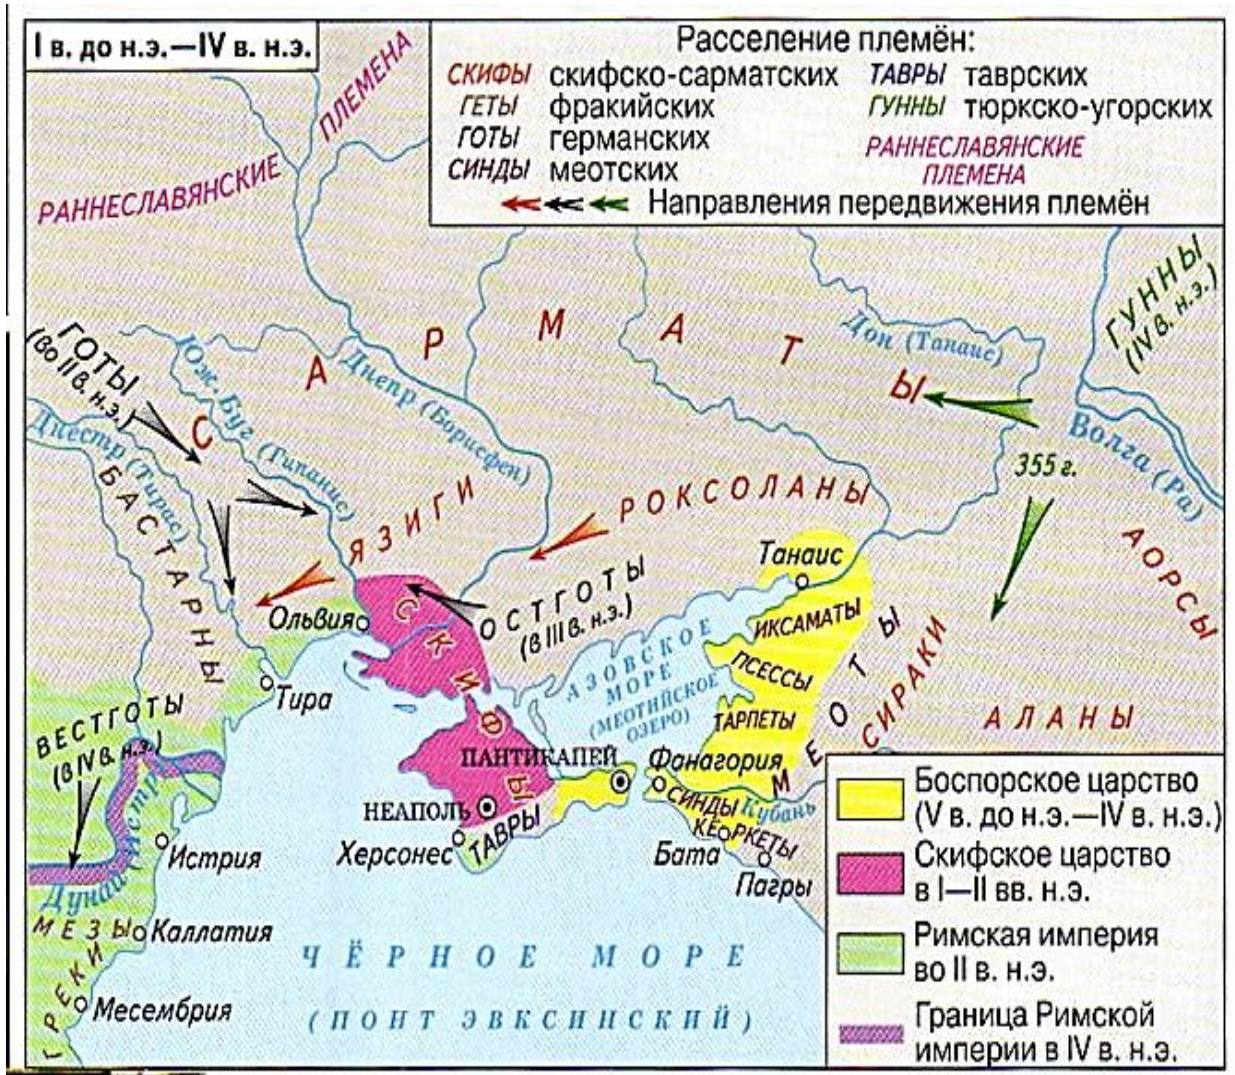 I в. до н.э.—IV в. н.э.
Расселение племён:
СКИФЫ скифско-сарматских
ГЕТЫ фракийских
ГОТЫ германских
СИНДЫ меотских
ТАВРЫ таврских
ГУННЫ тюркско-угорских
РАННЕСЛАВЯНСКИЕ
ПЛЕМЕНА
Направления передвижения племён
РАННЕСЛАВЯНСКИЕ
ПЛЕМЕНА
ГУННЫ
(IV в. н.э.)
САРМАТЫ
Дон (Танаис)
ГОТЫ
(во II в. н.э.)
Юж. Буг (Гипанис)
Днепр (Борисфен)
Днестр (Тирас)
Волга (Ра)
355 г.
БАСТАРНЫ
ЯЗИГИ
РОКСОЛАНЫ
АОРСЫ
Танаис
ОСТГОТЫ
(в III в. н.э.)
Ольвия
СКИФЫ
ИКСАМАТЫ
ПСЕССЫ
ТАРПЕТЫ
МЕОТЫ
СИРАКИ
АЛАНЫ
АЗОВСКОЕ
МОРЕ
(МЕОТИЙСКОЕ
ОЗЕРО)
Тира
ВЕСТГОТЫ
(в IV в. н.э.)
ПАНТИКАПЕЙ
Фанагория
НЕАПОЛЬ
СИНДЫ
Кубань
КЕРКЕТЫ
Херсонес
ТАВРЫ
Бата
Пагры
Истрия
Дунай (Истр)
МЕЗЫ
Каллатия
ГРЕКИ
Месембрия
ЧЁРНОЕ МОРЕ
(ПОНТ ЭВКСИНСКИЙ)
Боспорское царство
(V в. до н.э.—IV в. н.э.)
Скифское царство
в I—II вв. н.э.
Римская империя
во II в. н.э.
Граница Римской
империи в IV в. н.э.